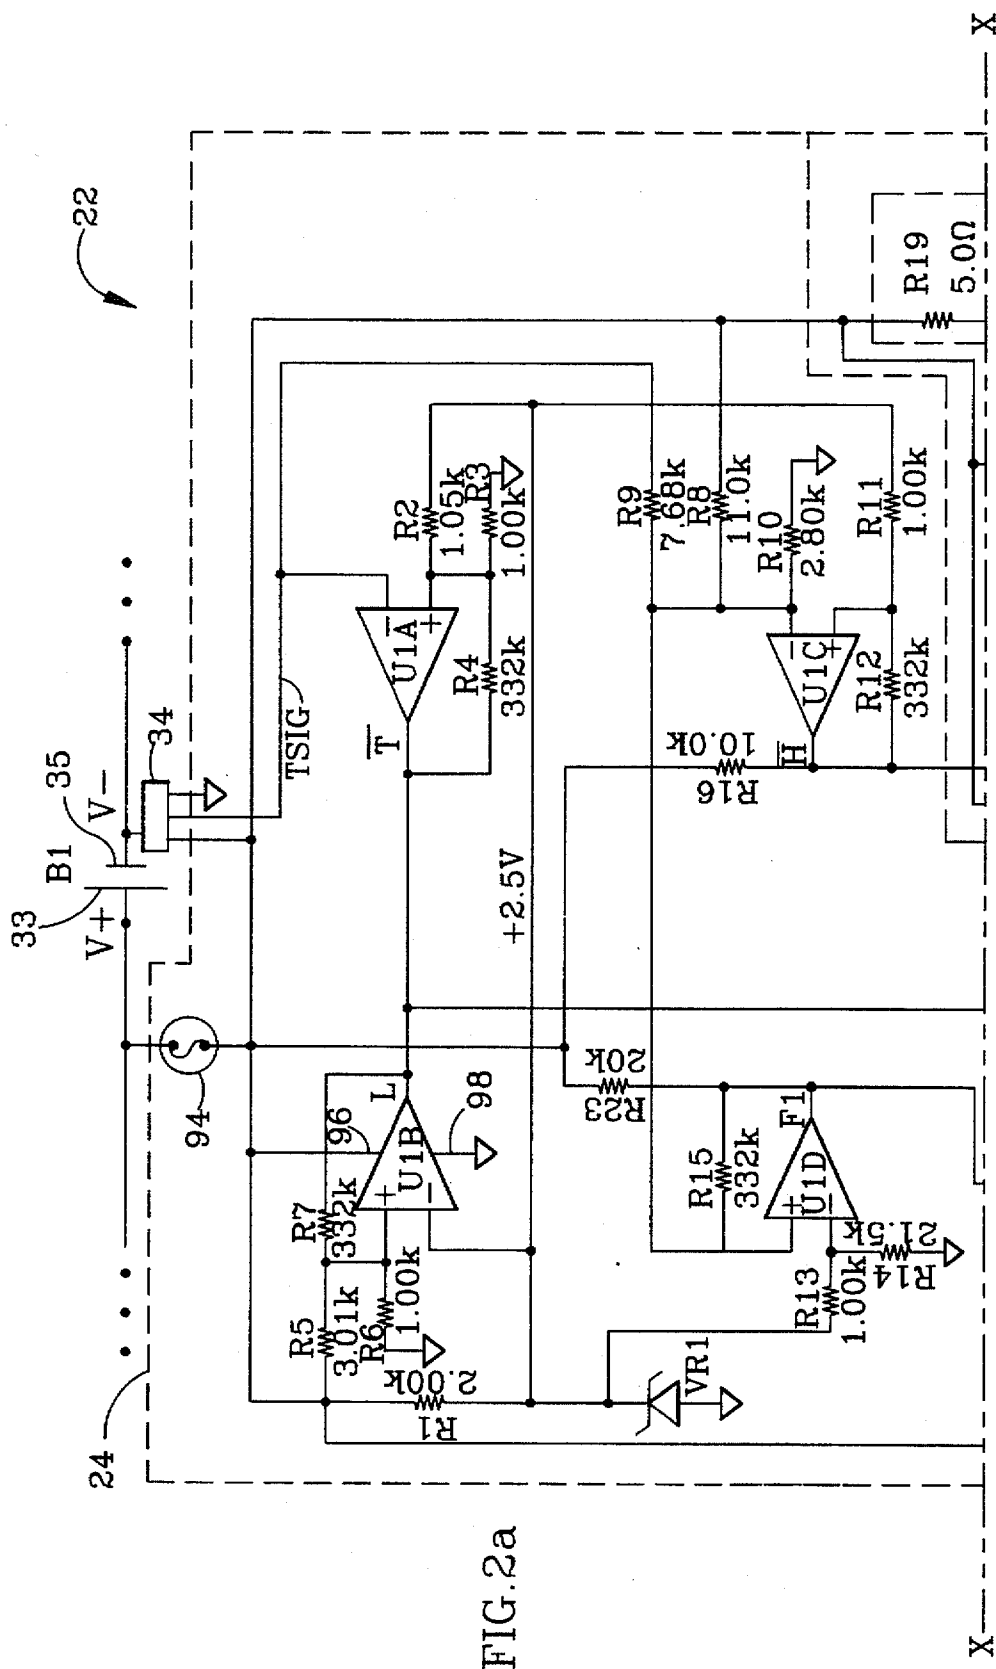 22
24
33
B1
35
V+
V−
34
94
TSIG
R5
3.01k
R7
332k
96
L
T
U1A
−
+
R2
1.05k
R3
1.00k
R4
332k
R6
1.00k
U1B
+
−
98
R1
2.00k
+2.5V
VR1
R13
1.00k
R14
21.5k
U1D
+
−
F1
R15
332k
R23
20k
R16
10.0k
H
U1C
−
+
R12
332k
R9
7.68k
R8
11.0k
R10
2.80k
R11
1.00k
R19
5.0Ω
X
X
FIG.2a